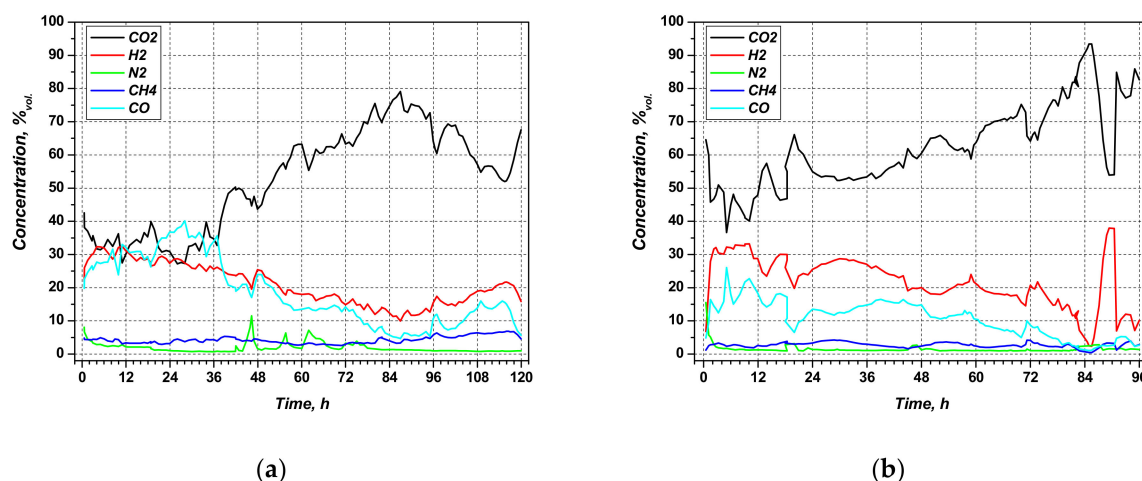 100
90
80
70
60
50
40
30
20
10
0
CO2
H2
N2
CH4
CO
Concentration, %vol.
0 12 24 36 48 60 72 84 96 108 120
Time, h
(a)
100
90
80
70
60
50
40
30
20
10
0
CO2
H2
N2
CH4
CO
Concentration, %vol.
0 12 24 36 48 60 72 84 96
Time, h
(b)